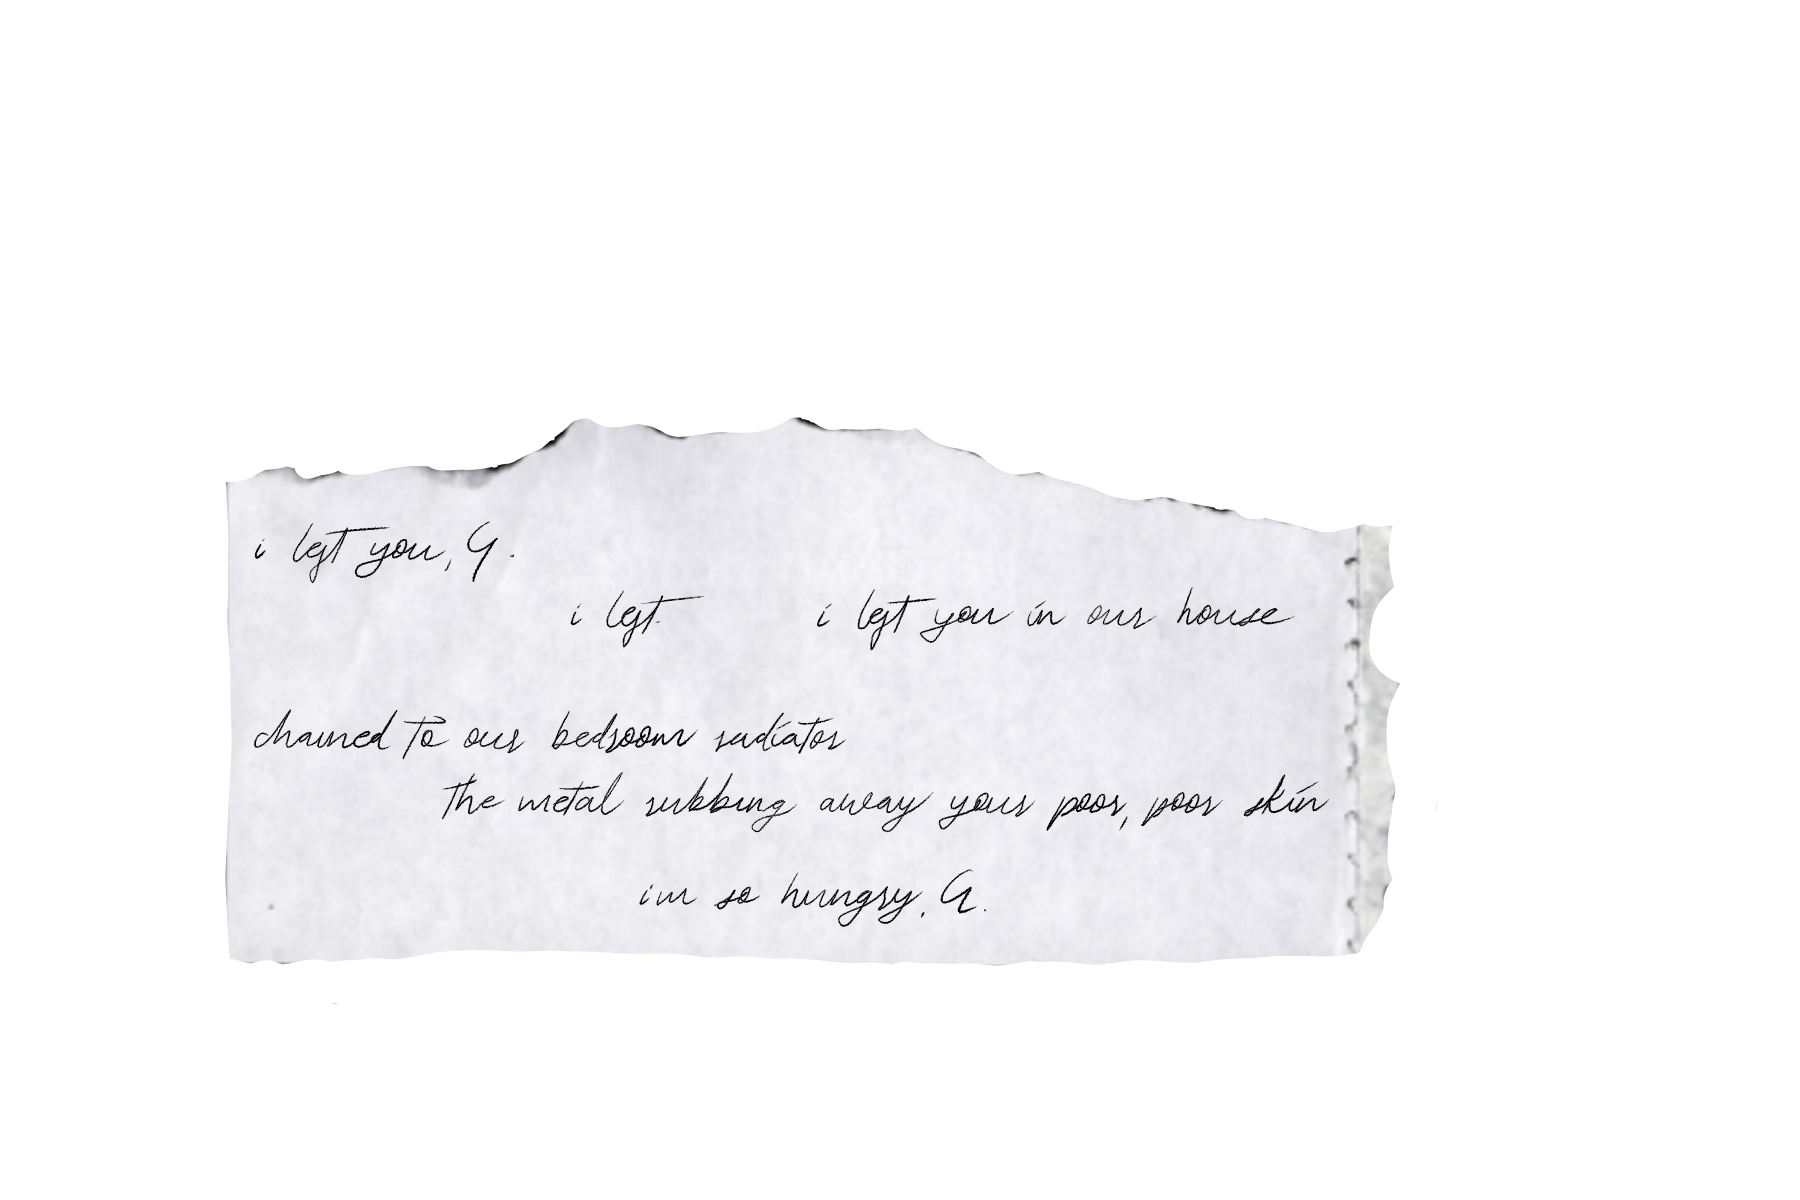 i left you, G.
i left. i left you in our house
chained to our bedroom radiator
the metal rubbing away your poor, poor skin
im so hungry, G.